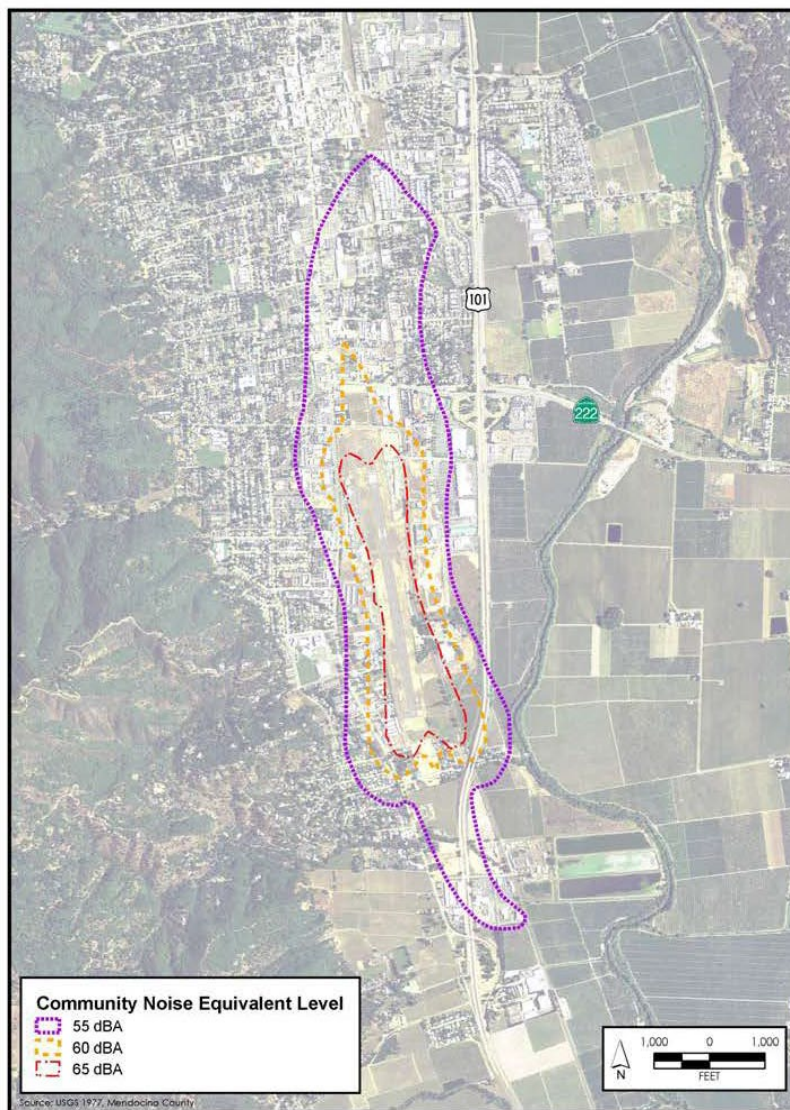 101
222
Community Noise Equivalent Level
55 dBA
60 dBA
65 dBA
1,000 0 1,000
FEET
N
Source: USGS 1977, Mendocino County